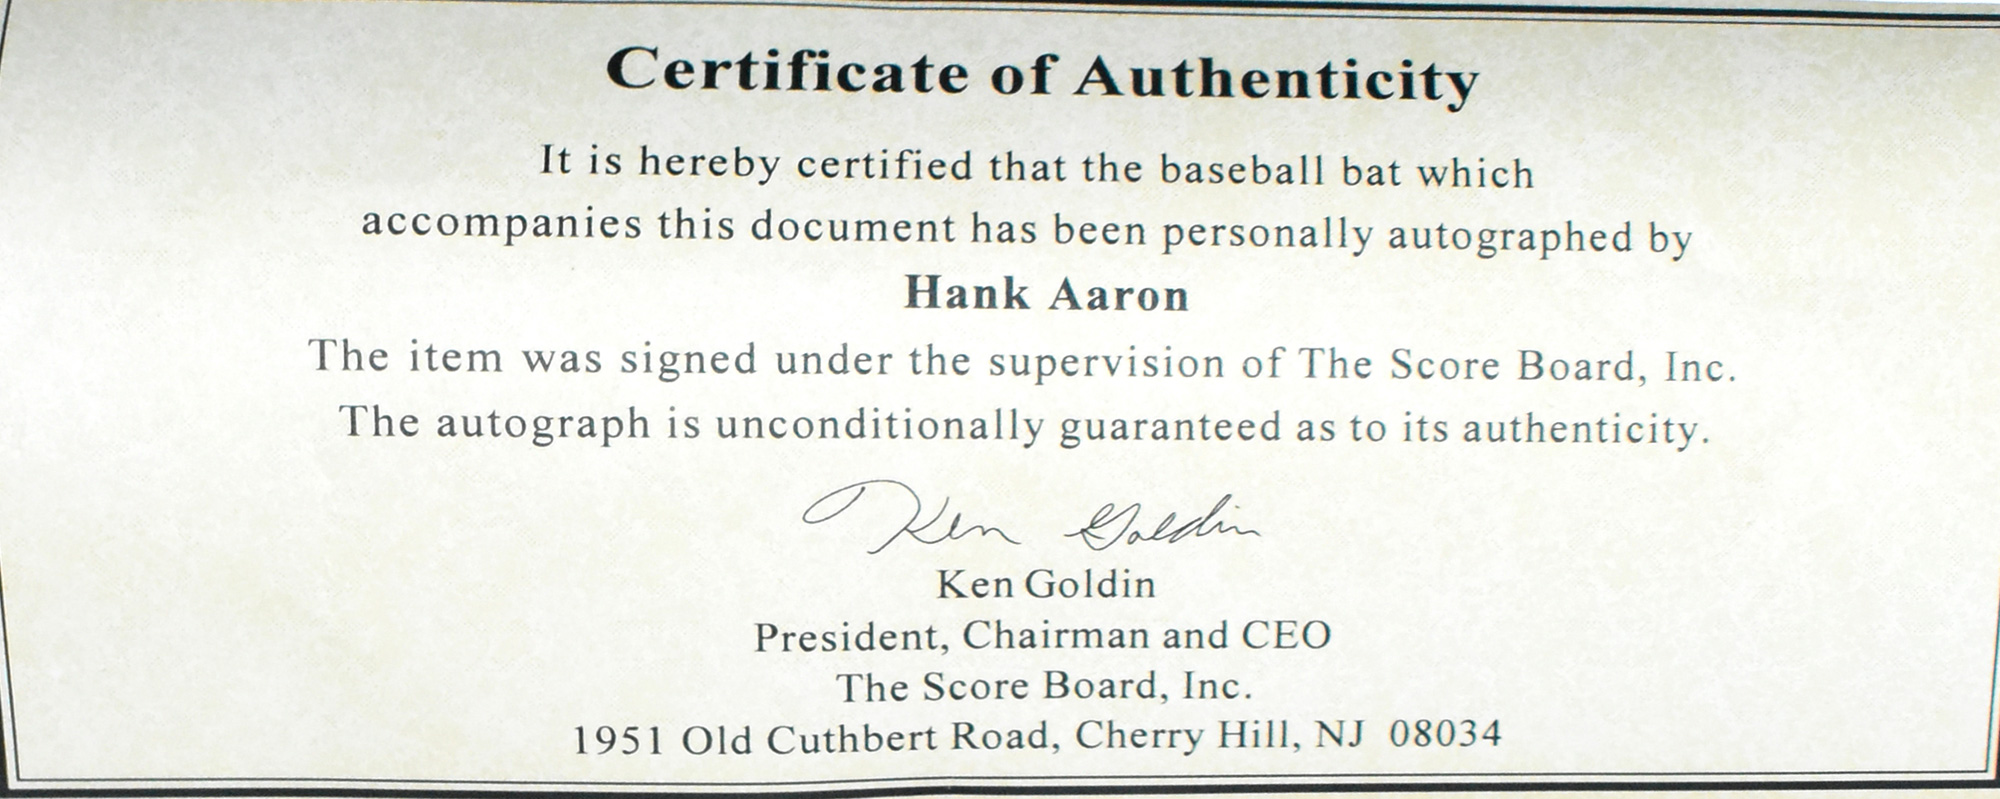 Certificate of Authenticity
It is hereby certified that the baseball bat which
accompanies this document has been personally autographed by
Hank Aaron
The item was signed under the supervision of The Score Board, Inc.
The autograph is unconditionally guaranteed as to its authenticity.
Ken Goldin
Ken Goldin
President, Chairman and CEO
The Score Board, Inc.
1951 Old Cuthbert Road, Cherry Hill, NJ 08034